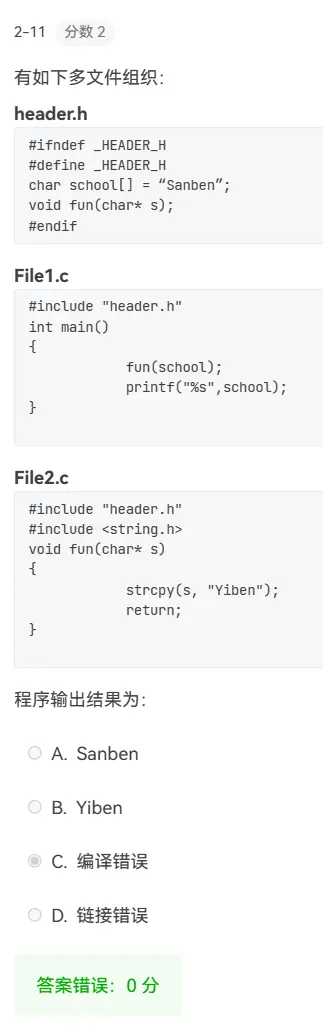 2-11 分数 2
有如下多文件组织：
header.h
#ifndef _HEADER_H
#define _HEADER_H
char school[] = “Sanben”;
void fun(char* s);
#endif
File1.c
#include "header.h"
int main()
{
fun(school);
printf("%s",school);
}
File2.c
#include "header.h"
#include <string.h>
void fun(char* s)
{
strcpy(s, "Yiben");
return;
}
程序输出结果为：
A. Sanben
B. Yiben
C. 编译错误
D. 链接错误
答案错误：0 分